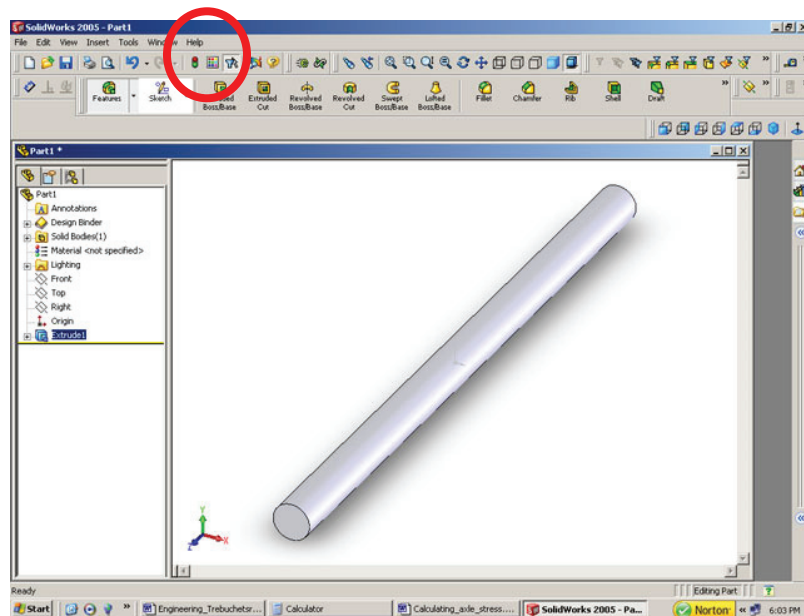 SolidWorks 2005 - Part1
File Edit View Insert Tools Window Help
Features Sketch Boss/Base Extruded Cut Revolved Boss/Base Revolved Cut Swept Boss/Base Lofted Boss/Base Fillet Chamfer Rib Shell Draft
Part1 *
Part1
Annotations
Design Binder
Solid Bodies(1)
Material <not specified>
Lighting
Front
Top
Right
Origin
Extrude1
Y
Z X
Ready Editing Part
Start Engineering_Trebuchetsr... Calculator Calculating_axle_stress.... SolidWorks 2005 - Pa... Norton 6:03 PM